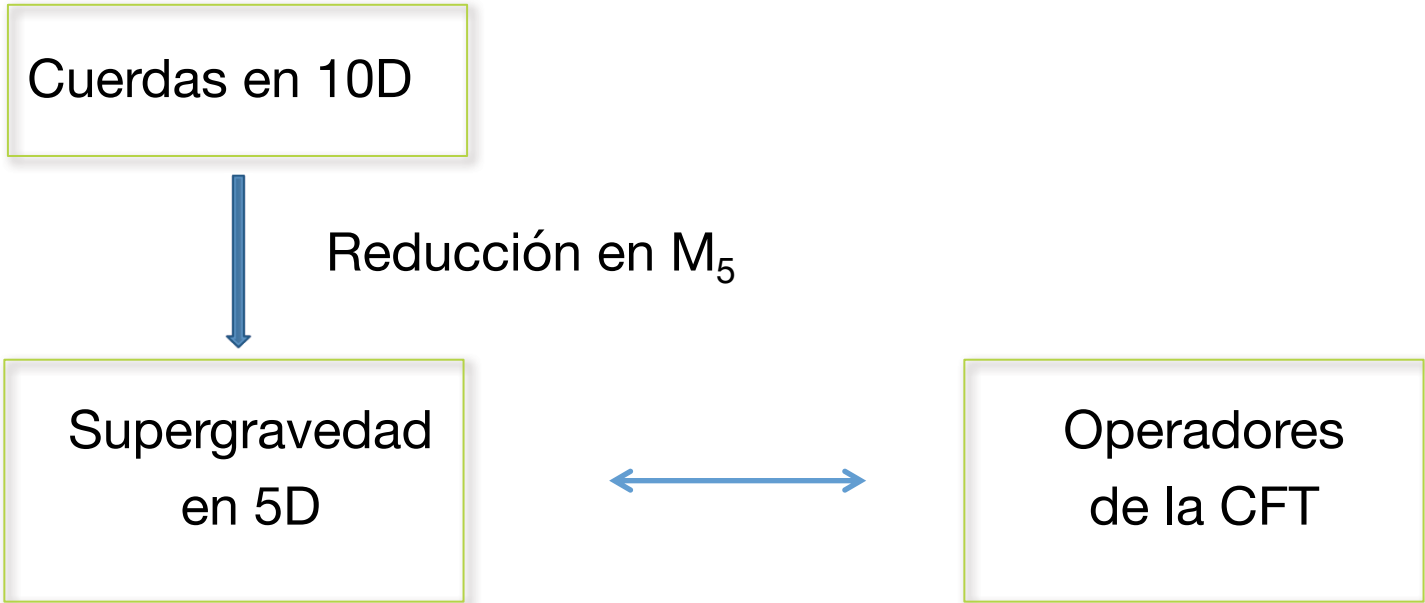 Cuerdas en 10D
Reducción en M₅
Supergravedad
en 5D
Operadores
de la CFT